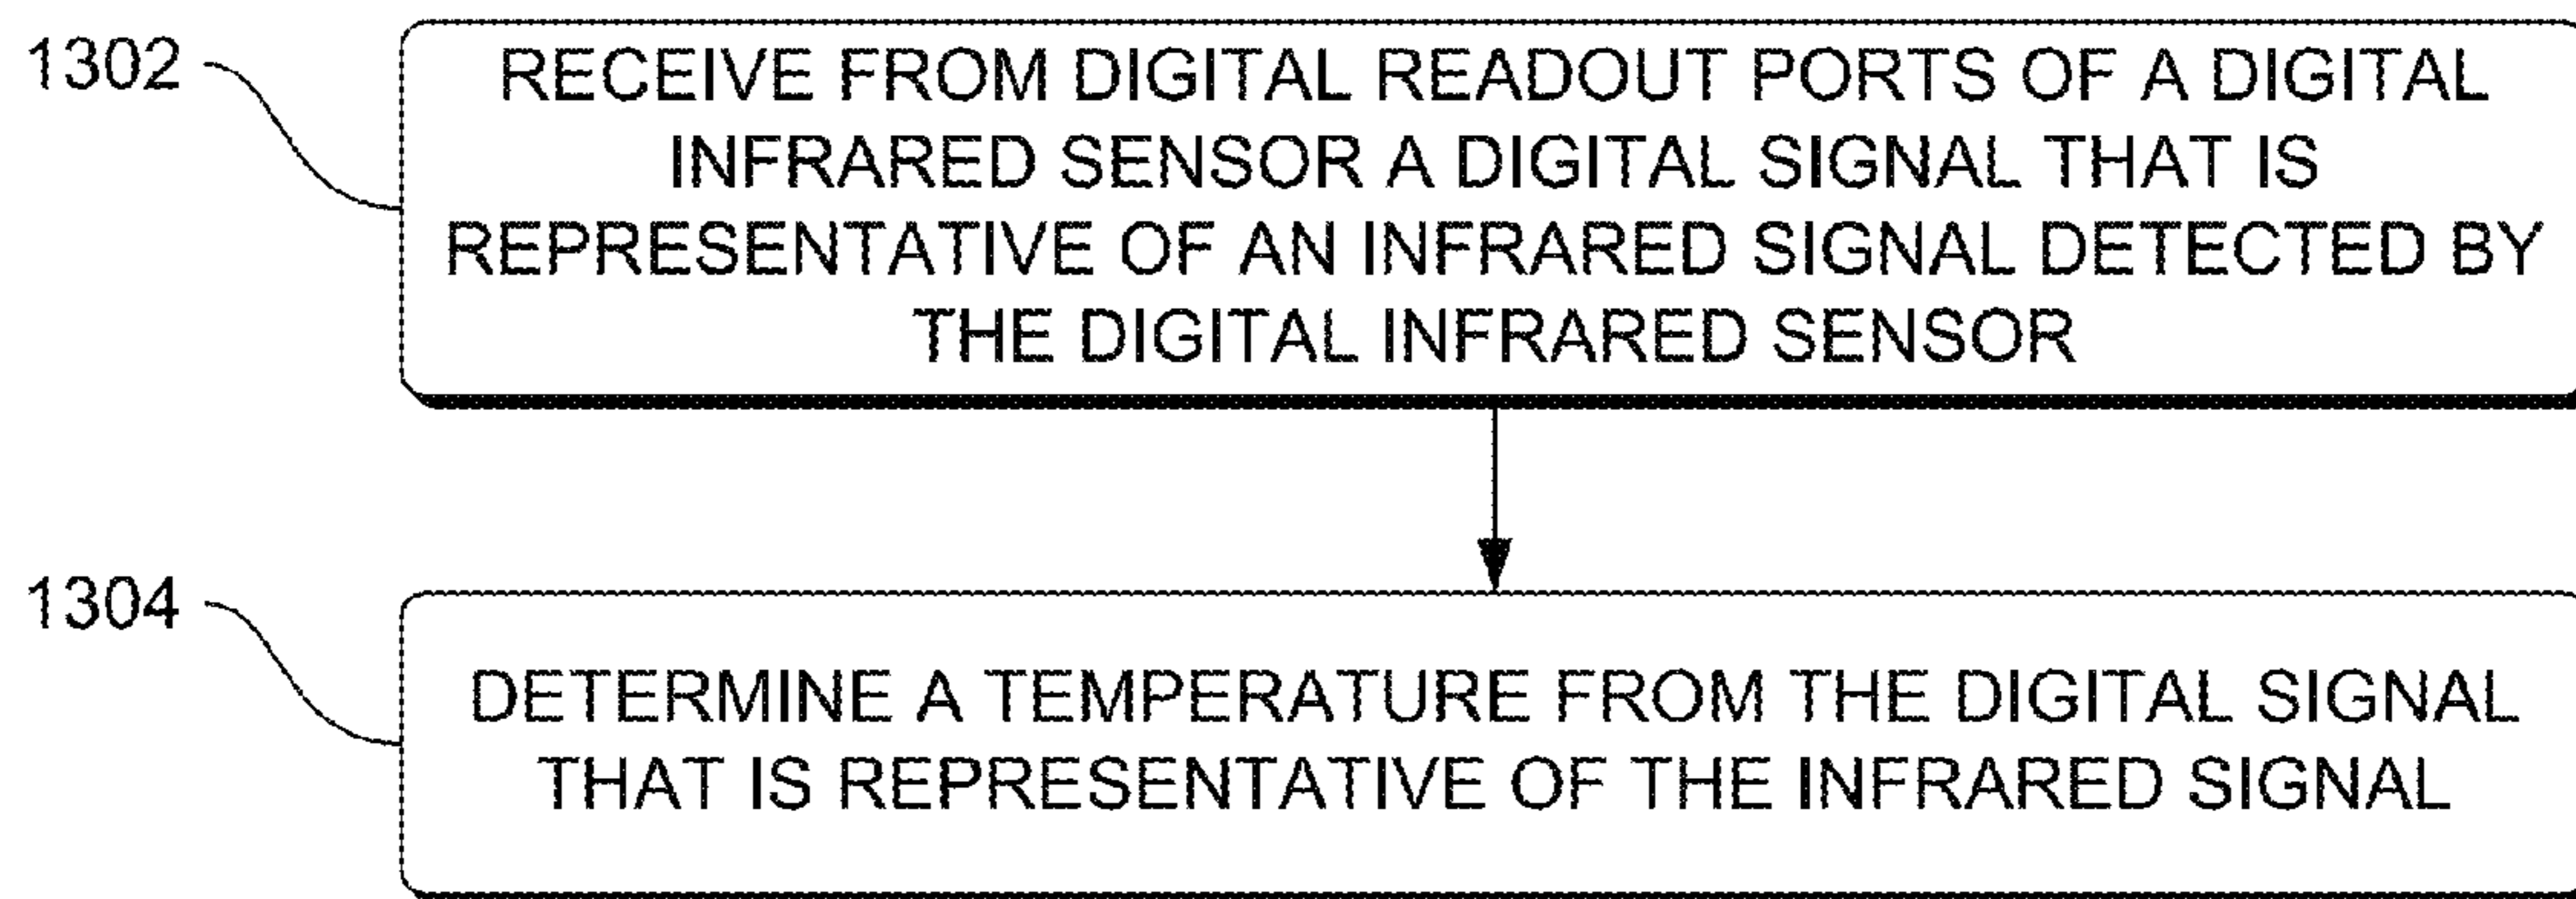 1302
RECEIVE FROM DIGITAL READOUT PORTS OF A DIGITAL
INFRARED SENSOR A DIGITAL SIGNAL THAT IS
REPRESENTATIVE OF AN INFRARED SIGNAL DETECTED BY
THE DIGITAL INFRARED SENSOR
1304
DETERMINE A TEMPERATURE FROM THE DIGITAL SIGNAL
THAT IS REPRESENTATIVE OF THE INFRARED SIGNAL